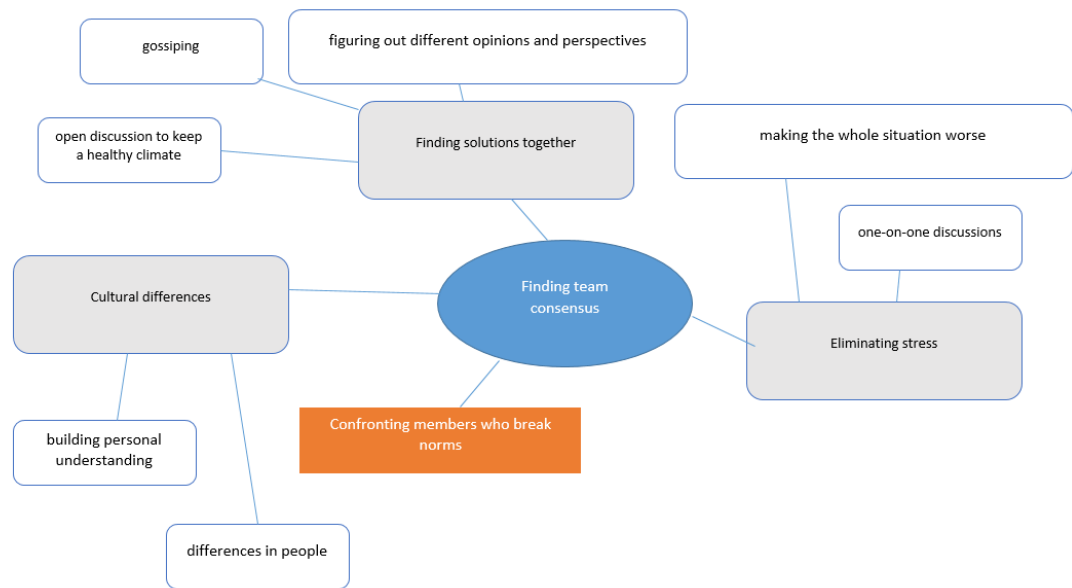 gossiping
figuring out different opinions and perspectives
open discussion to keep
a healthy climate
Finding solutions together
making the whole situation worse
one-on-one discussions
Cultural differences
Finding team
consensus
Eliminating stress
Confronting members who break
norms
building personal
understanding
differences in people